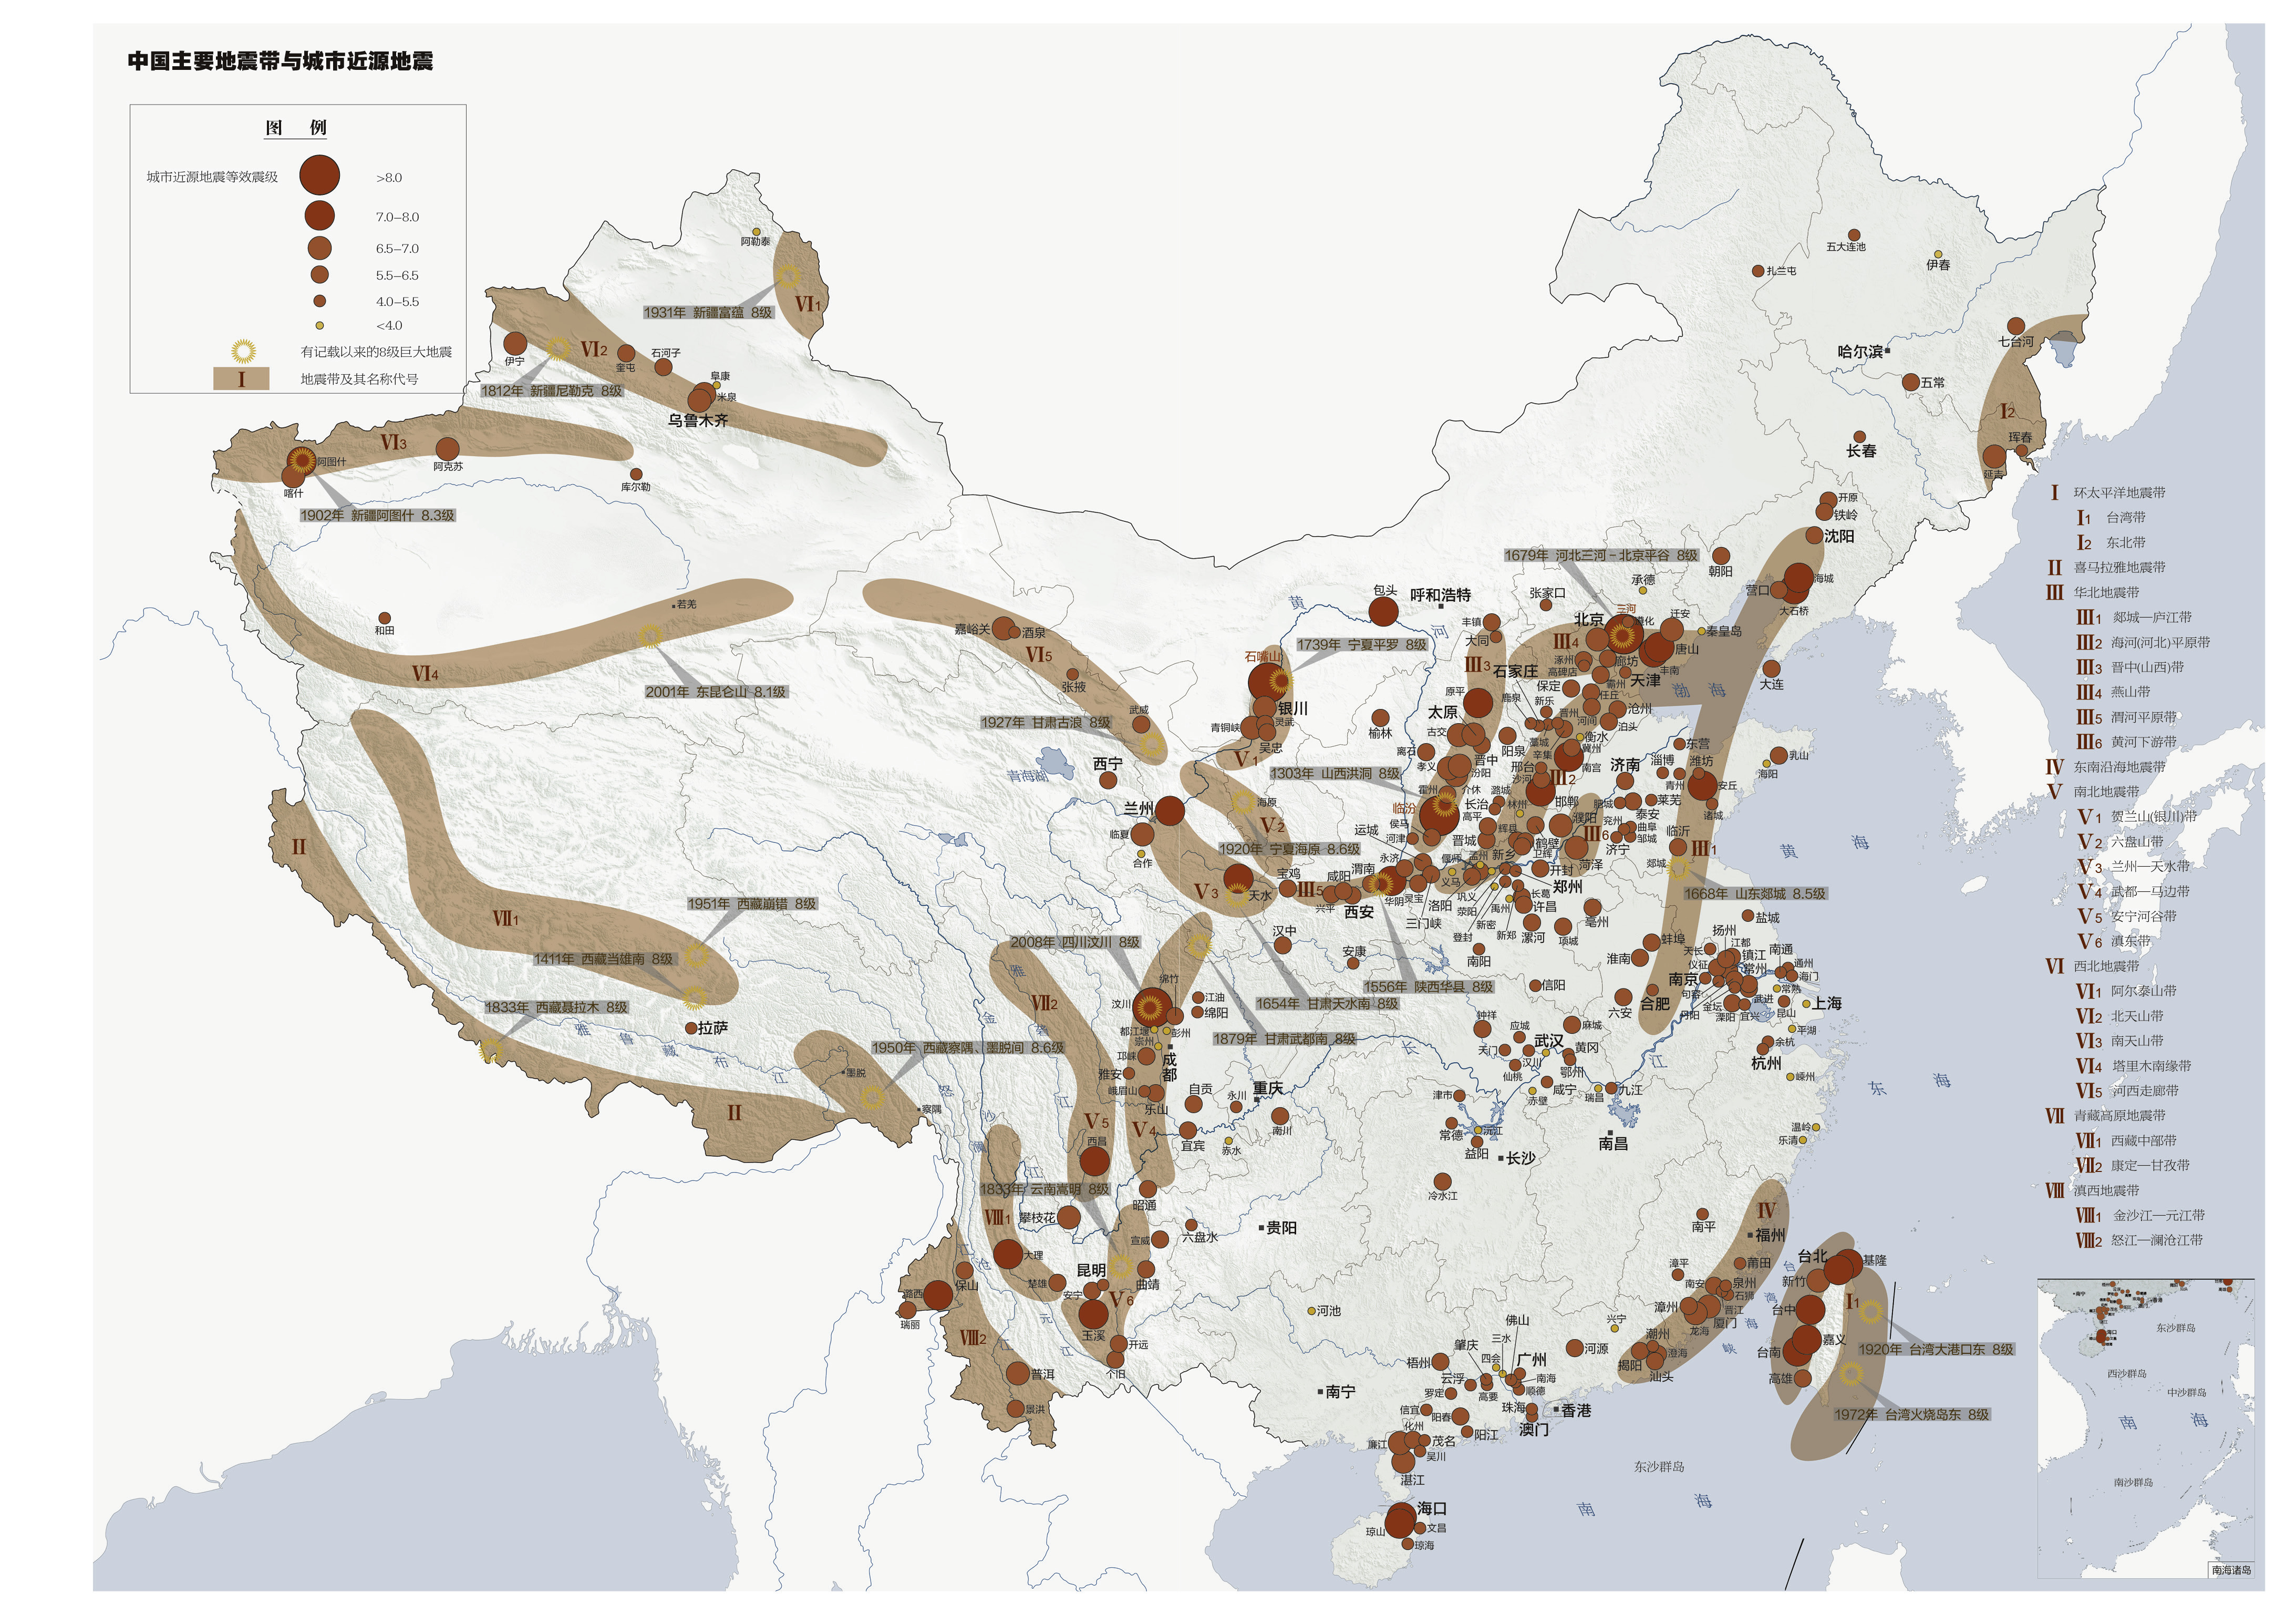 中国主要地震带与城市近源地震
图 例
城市近源地震等效震级
>8.0
7.0–8.0
6.5–7.0
5.5–6.5
4.0–5.5
<4.0
有记载以来的8级巨大地震
I 地震带及其名称代号
阿勒泰
1931年 新疆富蕴 8级
VI1
伊宁
VI2
奎屯
石河子
阜康
米泉
乌鲁木齐
1812年 新疆尼勒克 8级
VI3
阿图什
喀什
阿克苏
库尔勒
1902年 新疆阿图什 8.3级
和田
若羌
VI4
2001年 东昆仑山 8.1级
嘉峪关
酒泉
VI5
张掖
武威
1927年 甘肃古浪 8级
青海湖
西宁
兰州
临夏
合作
II
VII1
1951年 西藏崩错 8级
1411年 西藏当雄南 8级
1833年 西藏聂拉木 8级
拉萨
雅 鲁 藏 布 江
II
1950年 西藏察隅、墨脱间 8.6级
墨脱
察隅
五大连池
扎兰屯
伊春
七台河
哈尔滨
五常
I2
珲春
延吉
长春
开原
铁岭
沈阳
朝阳
海城
营口
大石桥
大连
1679年 河北三河–北京平谷 8级
承德
张家口
包头
呼和浩特
黄
河
丰镇
大同
北京
三河
遵化
迁安
秦皇岛
唐山
丰南
廊坊
涿州
高碑店
霸州
天津
III4
III3
石家庄
保定
任丘
沧州
河间
泊头
鹿泉
新乐
晋州
藁城
辛集
衡水
冀州
南宫
邢台
沙河
III2
邯郸
渤 海
石嘴山
1739年 宁夏平罗 8级
银川
青铜峡
灵武
吴忠
V1
榆林
原平
太原
古交
阳泉
晋中
离石
孝义
汾阳
介休
霍州
1303年 山西洪洞 8级
临汾
长治
潞城
高平
晋城
林州
侯马
河津
运城
永济
海原
V2
1920年 宁夏海原 8.6级
V3
天水
宝鸡
III5
咸阳
渭南
兴平
西安
华阴
灵宝
三门峡
义马
洛阳
偃师
孟州
巩义
荥阳
登封
新密
新郑
禹州
郑州
长葛
许昌
漯河
项城
开封
新乡
卫辉
辉县
鹤壁
濮阳
菏泽
III6
济南
东营
淄博
潍坊
青州
安丘
诸城
乳山
海阳
肥城
莱芜
泰安
兖州
曲阜
邹城
济宁
临沂
郯城
III1
1668年 山东郯城 8.5级
黄 海
汉中
安康
南阳
信阳
亳州
蚌埠
淮南
盐城
合肥
六安
天长
仪征
扬州
江都
镇江
常州
南京
句容
丹阳
金坛
溧阳
宜兴
武进
南通
通州
海门
常熟
昆山
上海
平湖
余杭
杭州
嵊州
温岭
乐清
东 海
1556年 陕西华县 8级
1654年 甘肃天水南 8级
1879年 甘肃武都南 8级
2008年 四川汶川 8级
VII2
雅
江
金
沙
江
怒
澜
沧
江
绵竹
汶川
江油
绵阳
都江堰
彭州
崇州
成都
邛崃
雅安
峨眉山
乐山
自贡
永川
重庆
南川
宜宾
赤水
V5
V4
西昌
昭通
1833年 云南嵩明 8级
VIII1
攀枝花
宣威
六盘水
大理
楚雄
昆明
安宁
曲靖
V6
玉溪
开远
个旧
元
江
保山
潞西
瑞丽
VIII2
普洱
景洪
贵阳
南宁
河池
钟祥
应城
麻城
武汉
天门
汉川
仙桃
黄冈
鄂州
咸宁
赤壁
瑞昌
九江
津市
常德
沅江
益阳
长沙
冷水江
南昌
长
江
南平
IV
福州
莆田
漳平
南安
泉州
石狮
晋江
厦门
漳州
龙海
兴宁
潮州
澄海
揭阳
汕头
河源
台 湾 海 峡
台北
基隆
新竹
台中
I1
嘉义
台南
高雄
1920年 台湾大港口东 8级
1972年 台湾火烧岛东 8级
梧州
肇庆
佛山
三水
四会
广州
云浮
罗定
高要
南海
顺德
珠海
香港
澳门
信宜
阳春
化州
茂名
阳江
廉江
吴川
湛江
海口
琼山
文昌
琼海
东沙群岛
南 海
I 环太平洋地震带
I1 台湾带
I2 东北带
II 喜马拉雅地震带
III 华北地震带
III1 郯城—庐江带
III2 海河(河北)平原带
III3 晋中(山西)带
III4 燕山带
III5 渭河平原带
III6 黄河下游带
IV 东南沿海地震带
V 南北地震带
V1 贺兰山(银川)带
V2 六盘山带
V3 兰州—天水带
V4 武都—马边带
V5 安宁河谷带
V6 滇东带
VI 西北地震带
VI1 阿尔泰山带
VI2 北天山带
VI3 南天山带
VI4 塔里木南缘带
VI5 河西走廊带
VII 青藏高原地震带
VII1 西藏中部带
VII2 康定—甘孜带
VIII 滇西地震带
VIII1 金沙江—元江带
VIII2 怒江—澜沧江带
东沙群岛
西沙群岛
中沙群岛
南 海
南沙群岛
南海诸岛